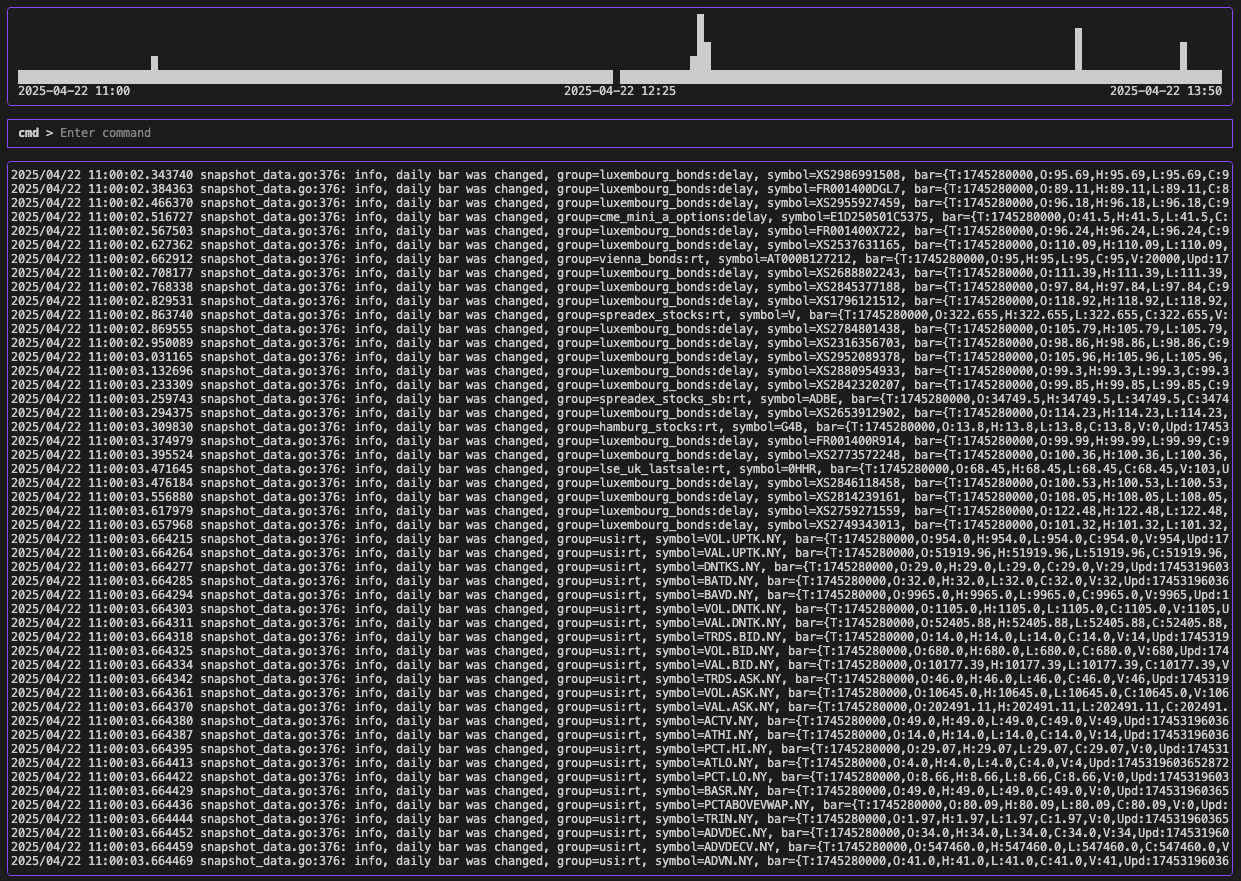 2025-04-22 11:00 2025-04-22 12:25 2025-04-22 13:50
cmd > Enter command
2025/04/22 11:00:02.343740 snapshot_data.go:376: info, daily bar was changed, group=luxembourg_bonds:delay, symbol=XS2986991508, bar={T:1745280000,O:95.69,H:95.69,L:95.69,C:9
2025/04/22 11:00:02.384363 snapshot_data.go:376: info, daily bar was changed, group=luxembourg_bonds:delay, symbol=FR001400DGL7, bar={T:1745280000,O:89.11,H:89.11,L:89.11,C:8
2025/04/22 11:00:02.466370 snapshot_data.go:376: info, daily bar was changed, group=luxembourg_bonds:delay, symbol=XS2955927459, bar={T:1745280000,O:96.18,H:96.18,L:96.18,C:9
2025/04/22 11:00:02.516727 snapshot_data.go:376: info, daily bar was changed, group=cme_mini_a_options:delay, symbol=E1D250501C5375, bar={T:1745280000,O:41.5,H:41.5,L:41.5,C:
2025/04/22 11:00:02.567503 snapshot_data.go:376: info, daily bar was changed, group=luxembourg_bonds:delay, symbol=FR001400X722, bar={T:1745280000,O:96.24,H:96.24,L:96.24,C:9
2025/04/22 11:00:02.627362 snapshot_data.go:376: info, daily bar was changed, group=luxembourg_bonds:delay, symbol=XS2537631165, bar={T:1745280000,O:110.09,H:110.09,L:110.09,
2025/04/22 11:00:02.662912 snapshot_data.go:376: info, daily bar was changed, group=vienna_bonds:rt, symbol=AT000B127212, bar={T:1745280000,O:95,H:95,L:95,C:95,V:20000,Upd:17
2025/04/22 11:00:02.708177 snapshot_data.go:376: info, daily bar was changed, group=luxembourg_bonds:delay, symbol=XS2688802243, bar={T:1745280000,O:111.39,H:111.39,L:111.39,
2025/04/22 11:00:02.768338 snapshot_data.go:376: info, daily bar was changed, group=luxembourg_bonds:delay, symbol=XS2845377188, bar={T:1745280000,O:97.84,H:97.84,L:97.84,C:9
2025/04/22 11:00:02.829531 snapshot_data.go:376: info, daily bar was changed, group=luxembourg_bonds:delay, symbol=XS1796121512, bar={T:1745280000,O:118.92,H:118.92,L:118.92,
2025/04/22 11:00:02.863740 snapshot_data.go:376: info, daily bar was changed, group=spreadex_stocks:rt, symbol=V, bar={T:1745280000,O:322.655,H:322.655,L:322.655,C:322.655,V:
2025/04/22 11:00:02.869555 snapshot_data.go:376: info, daily bar was changed, group=luxembourg_bonds:delay, symbol=XS2784801438, bar={T:1745280000,O:105.79,H:105.79,L:105.79,
2025/04/22 11:00:02.950089 snapshot_data.go:376: info, daily bar was changed, group=luxembourg_bonds:delay, symbol=XS2316356703, bar={T:1745280000,O:98.86,H:98.86,L:98.86,C:9
2025/04/22 11:00:03.031165 snapshot_data.go:376: info, daily bar was changed, group=luxembourg_bonds:delay, symbol=XS2952089378, bar={T:1745280000,O:105.96,H:105.96,L:105.96,
2025/04/22 11:00:03.132696 snapshot_data.go:376: info, daily bar was changed, group=luxembourg_bonds:delay, symbol=XS2880954933, bar={T:1745280000,O:99.3,H:99.3,L:99.3,C:99.3
2025/04/22 11:00:03.233309 snapshot_data.go:376: info, daily bar was changed, group=luxembourg_bonds:delay, symbol=XS2842320207, bar={T:1745280000,O:99.85,H:99.85,L:99.85,C:9
2025/04/22 11:00:03.259743 snapshot_data.go:376: info, daily bar was changed, group=spreadex_stocks_sb:rt, symbol=ADBE, bar={T:1745280000,O:34749.5,H:34749.5,L:34749.5,C:3474
2025/04/22 11:00:03.294375 snapshot_data.go:376: info, daily bar was changed, group=luxembourg_bonds:delay, symbol=XS2653912902, bar={T:1745280000,O:114.23,H:114.23,L:114.23,
2025/04/22 11:00:03.309830 snapshot_data.go:376: info, daily bar was changed, group=hamburg_stocks:rt, symbol=G4B, bar={T:1745280000,O:13.8,H:13.8,L:13.8,C:13.8,V:0,Upd:17453
2025/04/22 11:00:03.374979 snapshot_data.go:376: info, daily bar was changed, group=luxembourg_bonds:delay, symbol=FR001400R914, bar={T:1745280000,O:99.99,H:99.99,L:99.99,C:9
2025/04/22 11:00:03.395524 snapshot_data.go:376: info, daily bar was changed, group=luxembourg_bonds:delay, symbol=XS2773572248, bar={T:1745280000,O:100.36,H:100.36,L:100.36,
2025/04/22 11:00:03.471645 snapshot_data.go:376: info, daily bar was changed, group=lse_uk_lastsale:rt, symbol=0HHR, bar={T:1745280000,O:68.45,H:68.45,L:68.45,C:68.45,V:103,U
2025/04/22 11:00:03.476184 snapshot_data.go:376: info, daily bar was changed, group=luxembourg_bonds:delay, symbol=XS2846118458, bar={T:1745280000,O:100.53,H:100.53,L:100.53,
2025/04/22 11:00:03.556880 snapshot_data.go:376: info, daily bar was changed, group=luxembourg_bonds:delay, symbol=XS2814239161, bar={T:1745280000,O:108.05,H:108.05,L:108.05,
2025/04/22 11:00:03.617979 snapshot_data.go:376: info, daily bar was changed, group=luxembourg_bonds:delay, symbol=XS2759271559, bar={T:1745280000,O:122.48,H:122.48,L:122.48,
2025/04/22 11:00:03.657968 snapshot_data.go:376: info, daily bar was changed, group=luxembourg_bonds:delay, symbol=XS2749343013, bar={T:1745280000,O:101.32,H:101.32,L:101.32,
2025/04/22 11:00:03.664215 snapshot_data.go:376: info, daily bar was changed, group=usi:rt, symbol=VOL.UPTK.NY, bar={T:1745280000,O:954.0,H:954.0,L:954.0,C:954.0,V:954,Upd:17
2025/04/22 11:00:03.664264 snapshot_data.go:376: info, daily bar was changed, group=usi:rt, symbol=VAL.UPTK.NY, bar={T:1745280000,O:51919.96,H:51919.96,L:51919.96,C:51919.96,
2025/04/22 11:00:03.664277 snapshot_data.go:376: info, daily bar was changed, group=usi:rt, symbol=DNTKS.NY, bar={T:1745280000,O:29.0,H:29.0,L:29.0,C:29.0,V:29,Upd:1745319603
2025/04/22 11:00:03.664285 snapshot_data.go:376: info, daily bar was changed, group=usi:rt, symbol=BATD.NY, bar={T:1745280000,O:32.0,H:32.0,L:32.0,C:32.0,V:32,Upd:17453196036
2025/04/22 11:00:03.664294 snapshot_data.go:376: info, daily bar was changed, group=usi:rt, symbol=BAVD.NY, bar={T:1745280000,O:9965.0,H:9965.0,L:9965.0,C:9965.0,V:9965,Upd:1
2025/04/22 11:00:03.664303 snapshot_data.go:376: info, daily bar was changed, group=usi:rt, symbol=VOL.DNTK.NY, bar={T:1745280000,O:1105.0,H:1105.0,L:1105.0,C:1105.0,V:1105,U
2025/04/22 11:00:03.664311 snapshot_data.go:376: info, daily bar was changed, group=usi:rt, symbol=VAL.DNTK.NY, bar={T:1745280000,O:52405.88,H:52405.88,L:52405.88,C:52405.88,
2025/04/22 11:00:03.664318 snapshot_data.go:376: info, daily bar was changed, group=usi:rt, symbol=TRDS.BID.NY, bar={T:1745280000,O:14.0,H:14.0,L:14.0,C:14.0,V:14,Upd:1745319
2025/04/22 11:00:03.664325 snapshot_data.go:376: info, daily bar was changed, group=usi:rt, symbol=VOL.BID.NY, bar={T:1745280000,O:680.0,H:680.0,L:680.0,C:680.0,V:680,Upd:174
2025/04/22 11:00:03.664334 snapshot_data.go:376: info, daily bar was changed, group=usi:rt, symbol=VAL.BID.NY, bar={T:1745280000,O:10177.39,H:10177.39,L:10177.39,C:10177.39,V
2025/04/22 11:00:03.664342 snapshot_data.go:376: info, daily bar was changed, group=usi:rt, symbol=TRDS.ASK.NY, bar={T:1745280000,O:46.0,H:46.0,L:46.0,C:46.0,V:46,Upd:1745319
2025/04/22 11:00:03.664361 snapshot_data.go:376: info, daily bar was changed, group=usi:rt, symbol=VOL.ASK.NY, bar={T:1745280000,O:10645.0,H:10645.0,L:10645.0,C:10645.0,V:106
2025/04/22 11:00:03.664370 snapshot_data.go:376: info, daily bar was changed, group=usi:rt, symbol=VAL.ASK.NY, bar={T:1745280000,O:202491.11,H:202491.11,L:202491.11,C:202491.
2025/04/22 11:00:03.664380 snapshot_data.go:376: info, daily bar was changed, group=usi:rt, symbol=ACTV.NY, bar={T:1745280000,O:49.0,H:49.0,L:49.0,C:49.0,V:49,Upd:17453196036
2025/04/22 11:00:03.664387 snapshot_data.go:376: info, daily bar was changed, group=usi:rt, symbol=ATHI.NY, bar={T:1745280000,O:14.0,H:14.0,L:14.0,C:14.0,V:14,Upd:17453196036
2025/04/22 11:00:03.664395 snapshot_data.go:376: info, daily bar was changed, group=usi:rt, symbol=PCT.HI.NY, bar={T:1745280000,O:29.07,H:29.07,L:29.07,C:29.07,V:0,Upd:174531
2025/04/22 11:00:03.664413 snapshot_data.go:376: info, daily bar was changed, group=usi:rt, symbol=ATLO.NY, bar={T:1745280000,O:4.0,H:4.0,L:4.0,C:4.0,V:4,Upd:1745319603652872
2025/04/22 11:00:03.664422 snapshot_data.go:376: info, daily bar was changed, group=usi:rt, symbol=PCT.LO.NY, bar={T:1745280000,O:8.66,H:8.66,L:8.66,C:8.66,V:0,Upd:1745319603
2025/04/22 11:00:03.664429 snapshot_data.go:376: info, daily bar was changed, group=usi:rt, symbol=BASR.NY, bar={T:1745280000,O:0.49,H:0.49,L:0.49,C:0.49,V:0,Upd:174531960365
2025/04/22 11:00:03.664436 snapshot_data.go:376: info, daily bar was changed, group=usi:rt, symbol=PCTABOVEVWAP.NY, bar={T:1745280000,O:80.09,H:80.09,L:80.09,C:80.09,V:0,Upd:
2025/04/22 11:00:03.664444 snapshot_data.go:376: info, daily bar was changed, group=usi:rt, symbol=TRIN.NY, bar={T:1745280000,O:1.97,H:1.97,L:1.97,C:1.97,V:0,Upd:174531960365
2025/04/22 11:00:03.664452 snapshot_data.go:376: info, daily bar was changed, group=usi:rt, symbol=ADVDEC.NY, bar={T:1745280000,O:34.0,H:34.0,L:34.0,C:34.0,V:34,Upd:174531960
2025/04/22 11:00:03.664459 snapshot_data.go:376: info, daily bar was changed, group=usi:rt, symbol=ADVDECV.NY, bar={T:1745280000,O:547460.0,H:547460.0,L:547460.0,C:547460.0,V
2025/04/22 11:00:03.664469 snapshot_data.go:376: info, daily bar was changed, group=usi:rt, symbol=ADVN.NY, bar={T:1745280000,O:41.0,H:41.0,L:41.0,C:41.0,V:41,Upd:17453196036